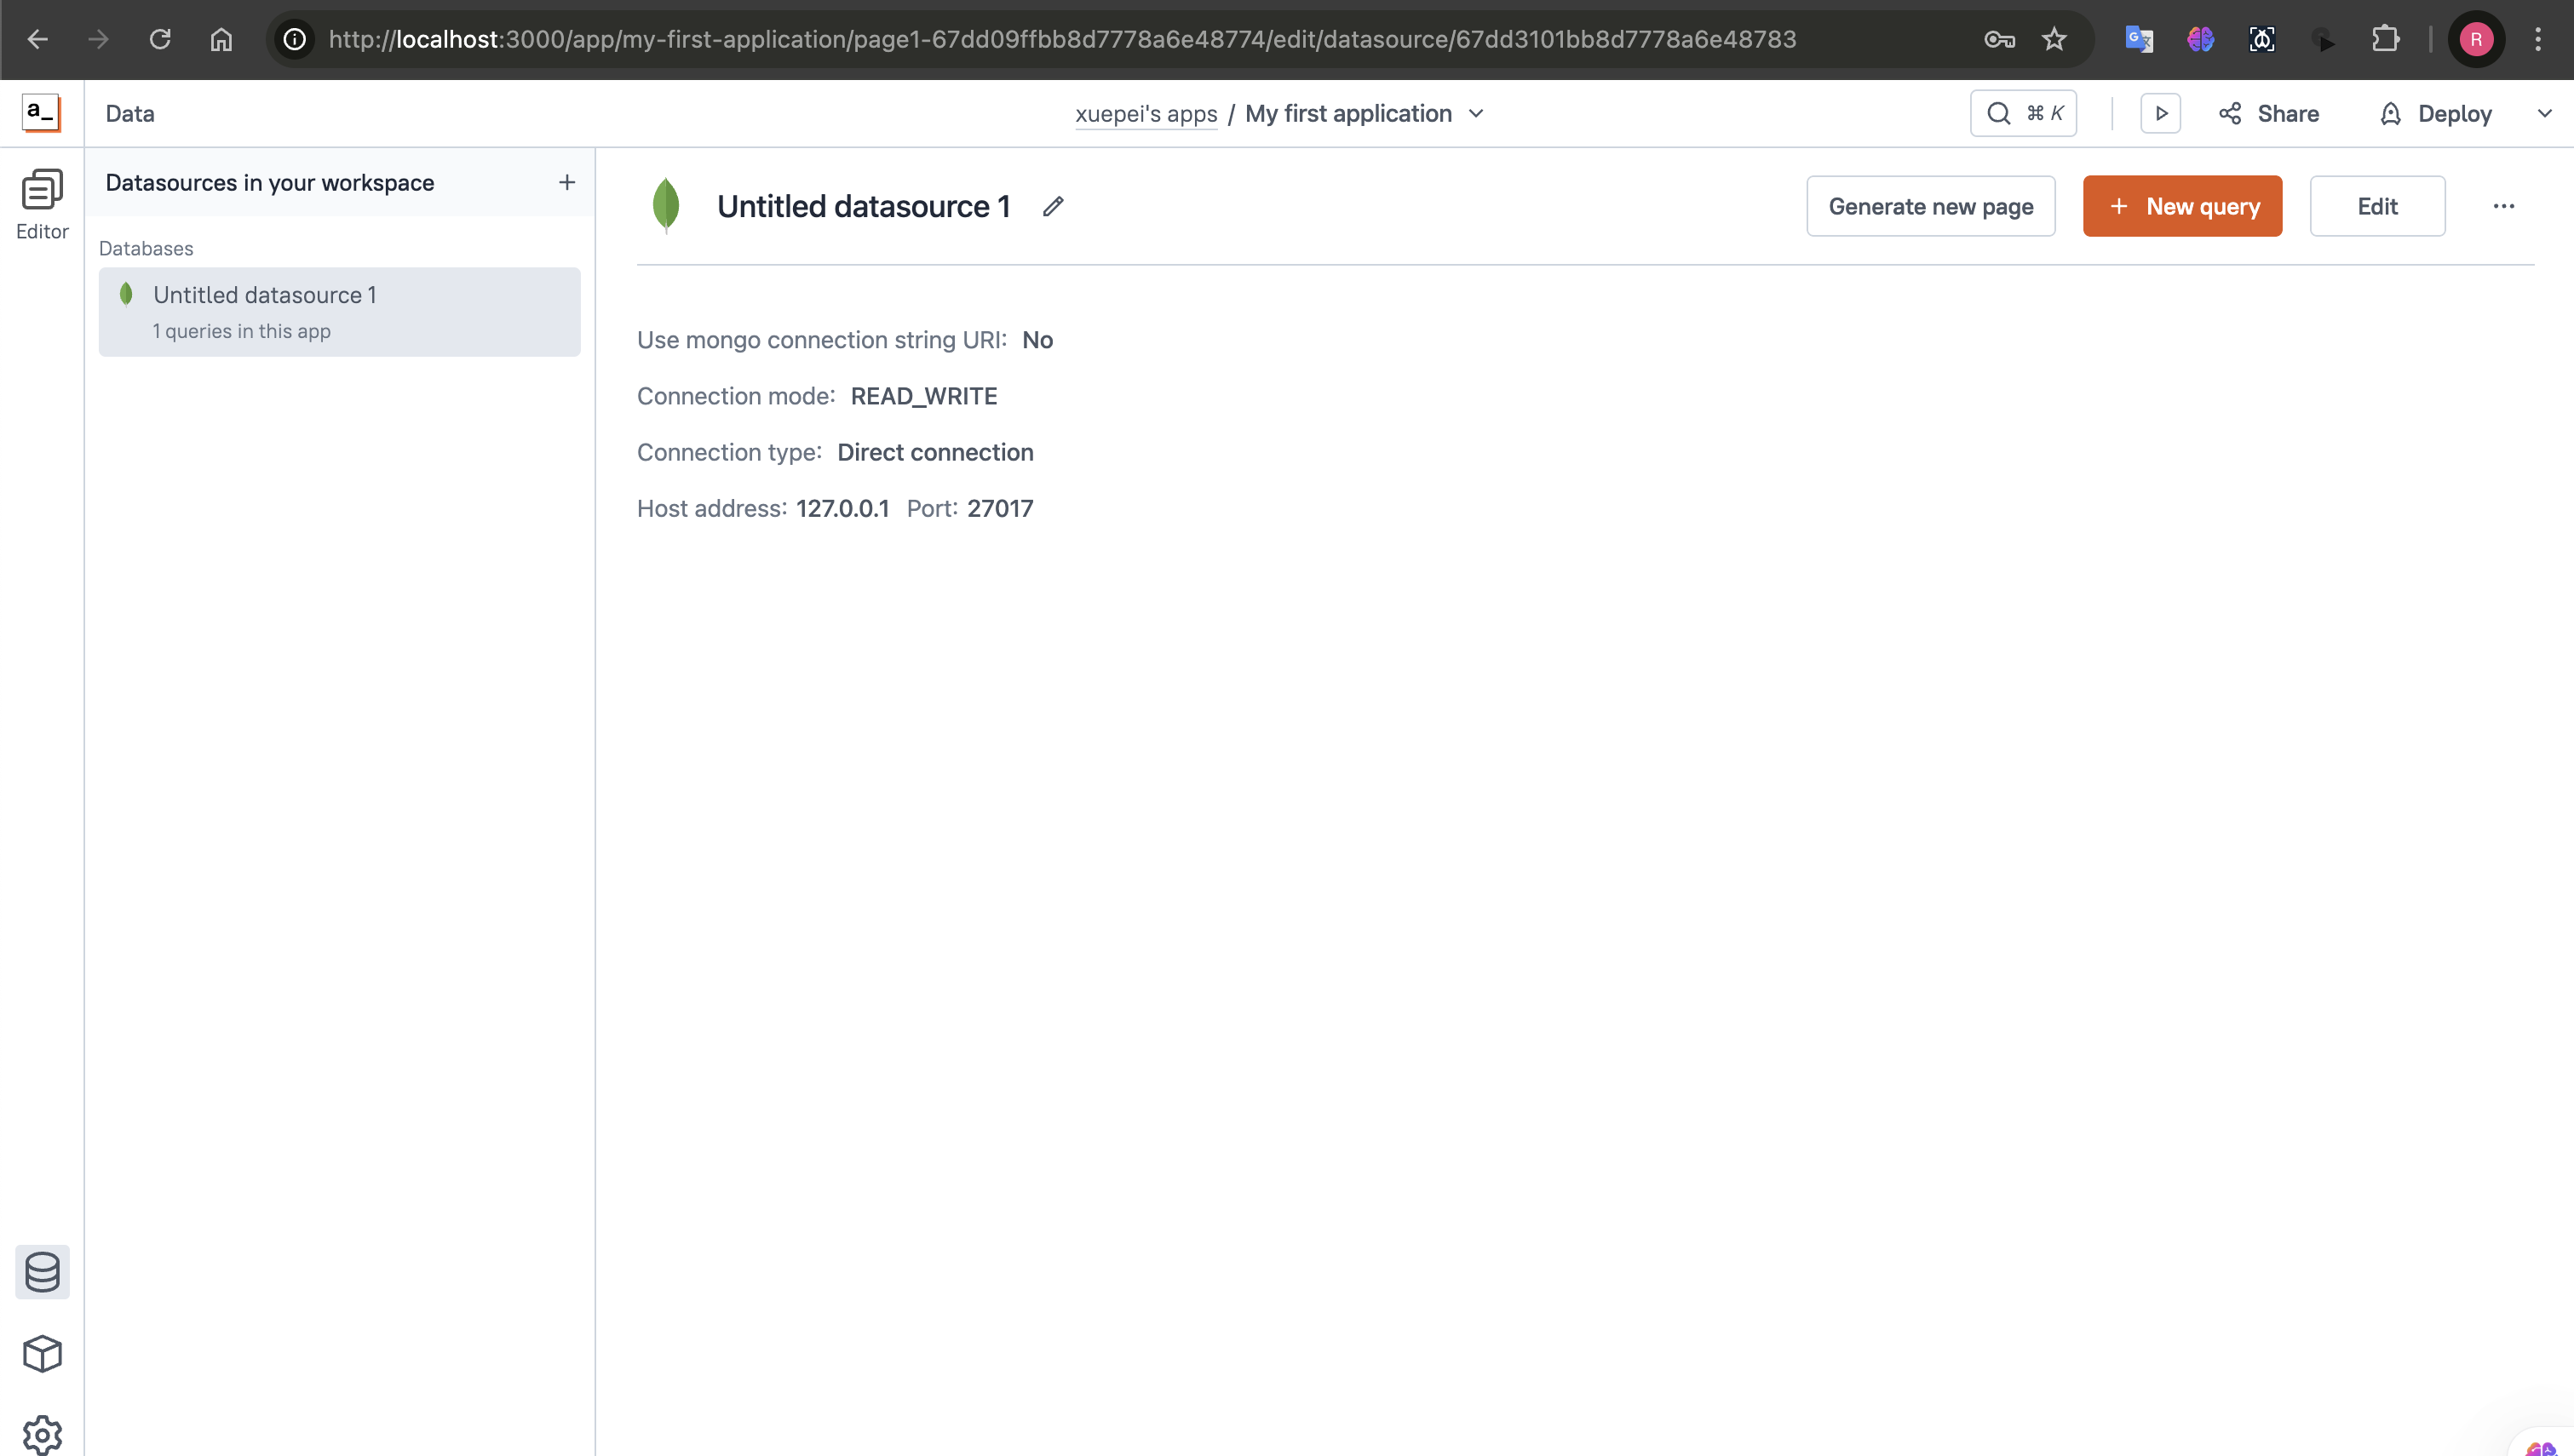 http://localhost:3000/app/my-first-application/page1-67dd09ffbb8d7778a6e48774/edit/datasource/67dd3101bb8d7778a6e48783
R
a_
Data
xuepei's apps / My first application
⌘ K
Share
Deploy
Editor
Datasources in your workspace
Databases
Untitled datasource 1
1 queries in this app
Untitled datasource 1
Generate new page
New query
Edit
Use mongo connection string URI: No
Connection mode: READ_WRITE
Connection type: Direct connection
Host address: 127.0.0.1 Port: 27017